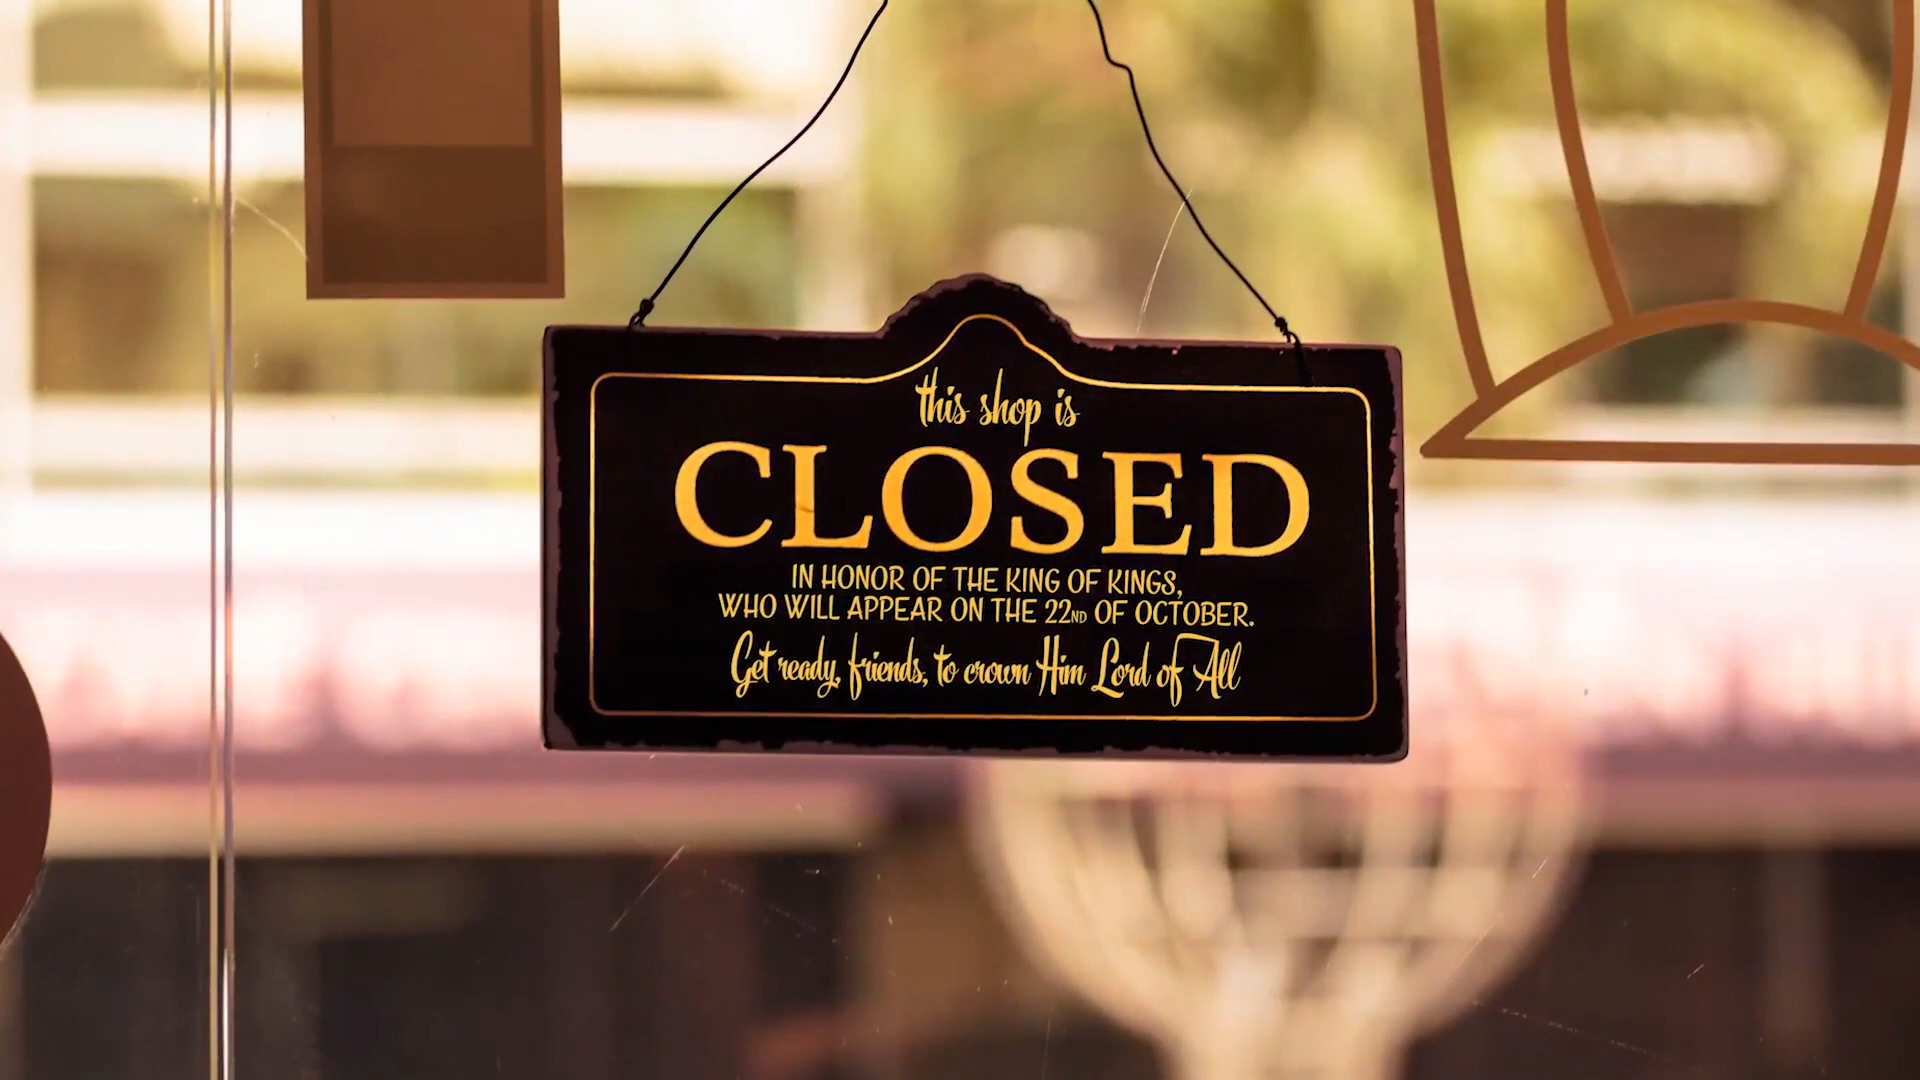 this shop is
CLOSED
IN HONOR OF THE KING OF KINGS,
WHO WILL APPEAR ON THE 22ND OF OCTOBER.
Get ready, friends, to crown Him Lord of All